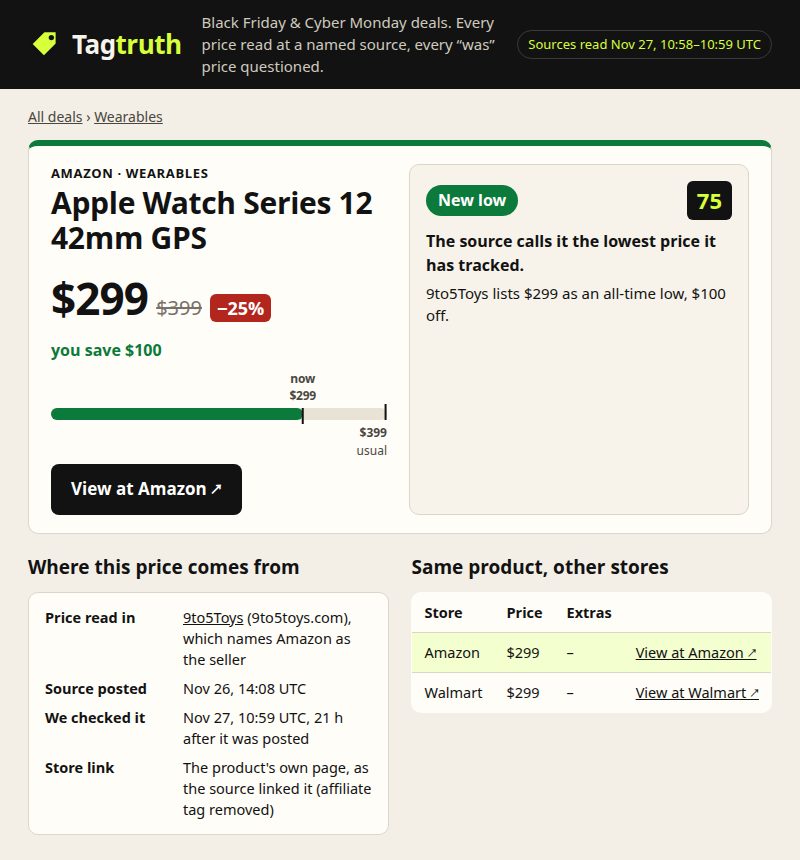 Tagtruth
Black Friday & Cyber Monday deals. Every
price read at a named source, every “was”
price questioned.
Sources read Nov 27, 10:58–10:59 UTC
All deals › Wearables
AMAZON · WEARABLES
Apple Watch Series 12
42mm GPS
$299 $399 −25%
you save $100
now
$299
$399
usual
View at Amazon ↗
New low
75
The source calls it the lowest price it
has tracked.
9to5Toys lists $299 as an all-time low, $100
off.
Where this price comes from
Price read in 9to5Toys (9to5toys.com),
which names Amazon as
the seller
Source posted Nov 26, 14:08 UTC
We checked it Nov 27, 10:59 UTC, 21 h
after it was posted
Store link The product's own page, as
the source linked it (affiliate
tag removed)
Same product, other stores
Store Price Extras
Amazon $299 – View at Amazon ↗
Walmart $299 – View at Walmart ↗